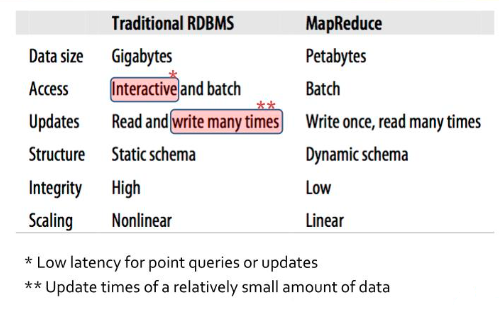 Traditional RDBMS MapReduce
Data size Gigabytes Petabytes
*
Access Interactive and batch Batch
**
Updates Read and write many times Write once, read many times
Structure Static schema Dynamic schema
Integrity High Low
Scaling Nonlinear Linear
* Low latency for point queries or updates
** Update times of a relatively small amount of data